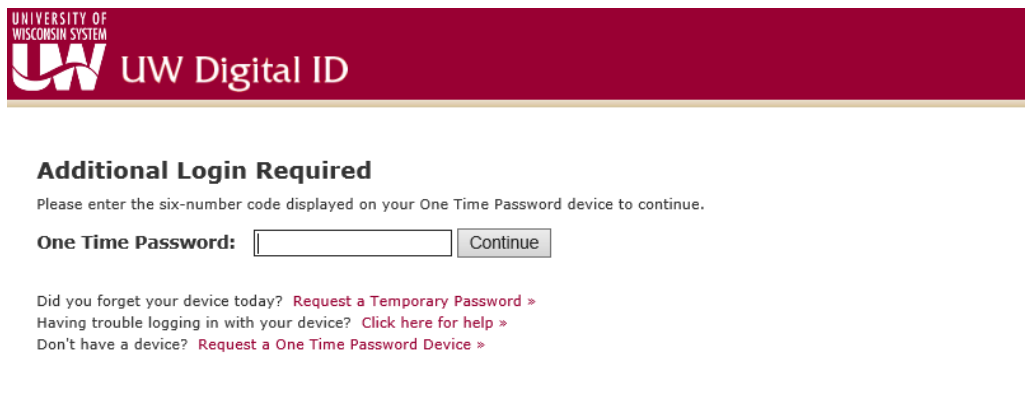 UNIVERSITY OF
WISCONSIN SYSTEM
UW UW Digital ID
Additional Login Required
Please enter the six-number code displayed on your One Time Password device to continue.
One Time Password: Continue
Did you forget your device today? Request a Temporary Password »
Having trouble logging in with your device? Click here for help »
Don't have a device? Request a One Time Password Device »